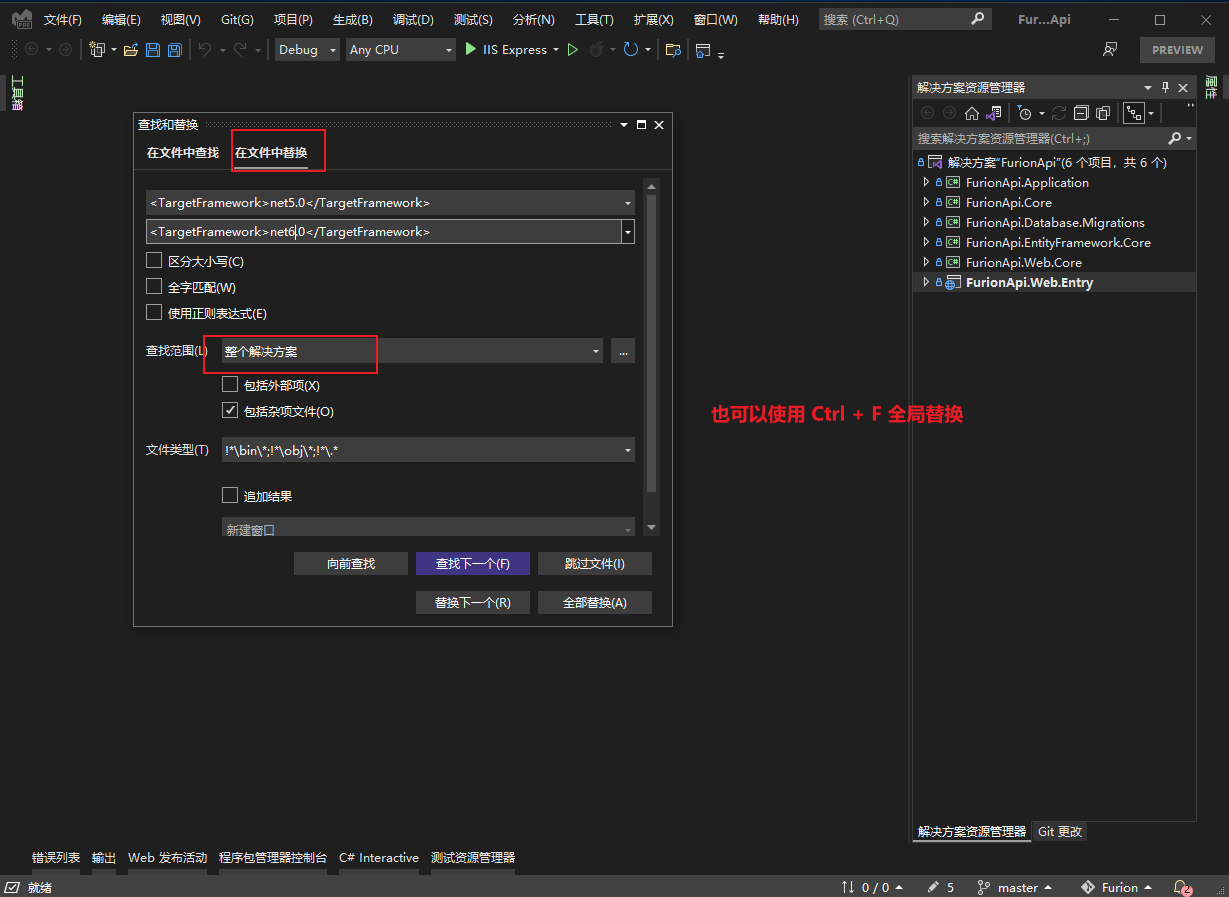 文件(F) 编辑(E) 视图(V) Git(G) 项目(P) 生成(B) 调试(D) 测试(S) 分析(N) 工具(T) 扩展(X) 窗口(W) 帮助(H) 搜索 (Ctrl+Q) Fur...Api
Debug Any CPU IIS Express PREVIEW
工具箱
查找和替换
在文件中查找 在文件中替换
<TargetFramework>net5.0</TargetFramework>
<TargetFramework>net6.0</TargetFramework>
区分大小写(C)
全字匹配(W)
使用正则表达式(E)
查找范围(L) 整个解决方案 ...
包括外部项(X)
包括杂项文件(O)
文件类型(T) !*\bin\*;!*\obj\*;!*\.*
追加结果
新建窗口
向前查找 查找下一个(F) 跳过文件(I)
替换下一个(R) 全部替换(A)
也可以使用 Ctrl + F 全局替换
解决方案资源管理器
搜索解决方案资源管理器(Ctrl+;)
解决方案"FurionApi"(6 个项目，共 6 个)
C# FurionApi.Application
C# FurionApi.Core
C# FurionApi.Database.Migrations
C# FurionApi.EntityFramework.Core
C# FurionApi.Web.Core
FurionApi.Web.Entry
解决方案资源管理器 Git 更改
属性
错误列表 输出 Web 发布活动 程序包管理器控制台 C# Interactive 测试资源管理器
就绪 0 / 0 5 master Furion 2